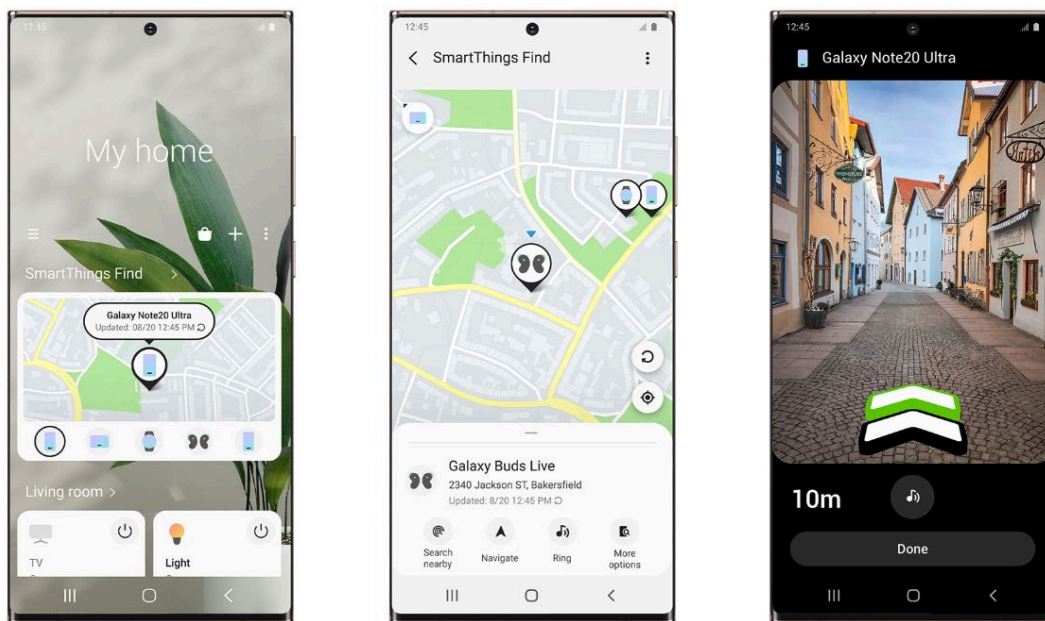 12:45
My home
SmartThings Find >
Galaxy Note20 Ultra
Updated: 08/20 12:45 PM
Living room >
TV
Light
12:45
SmartThings Find
Galaxy Buds Live
2340 Jackson ST, Bakersfield
Updated: 8/20 12:45 PM
Search nearby
Navigate
Ring
More options
12:45
Galaxy Note20 Ultra
WEINSTUBE
10m
Done